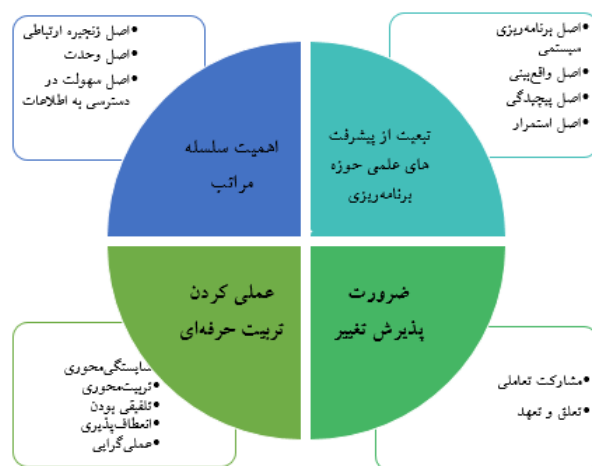 •اصل برنامه‌ریزی
سیستمی
•اصل واقع‌بینی
•اصل پیچیدگی
•اصل استمرار
•اصل زنجیره ارتباطی
•اصل وحدت
•اصل سهولت در
دسترسی به اطلاعات
تبعیت از پیشرفت
های علمی حوزه
برنامه‌ریزی
اهمیت سلسله
مراتب
ضرورت
پذیرش تغییر
عملی کردن
تربیت حرفه‌ای
•مشارکت تعاملی
•تعلق و تعهد
شایستگی‌محوری
•تربیت‌محوری
•تلفیقی بودن
•انعطاف‌پذیری
•عملی‌گرایی